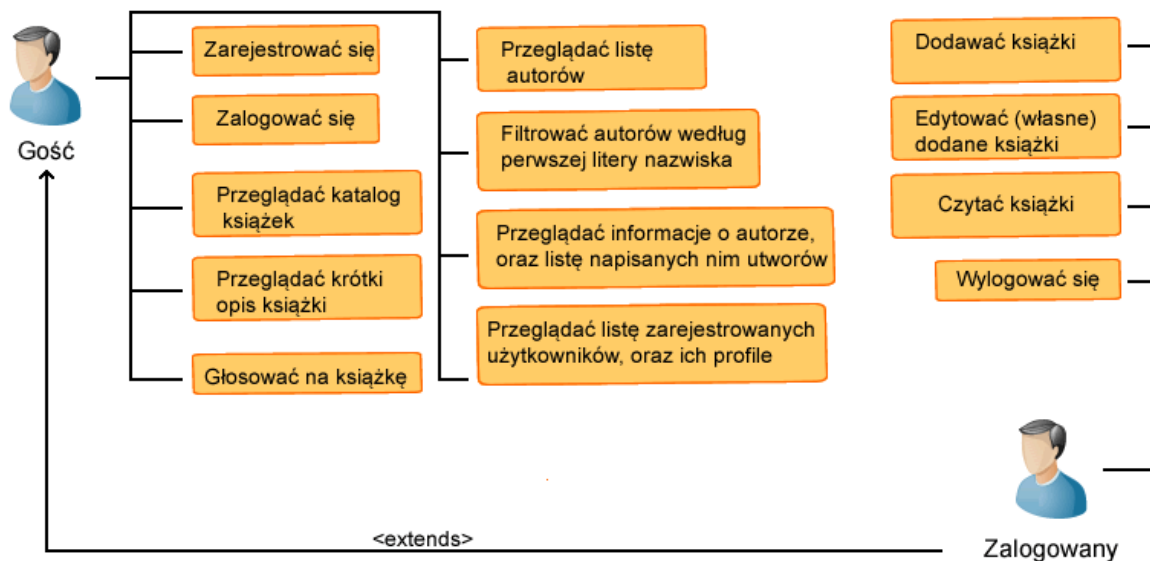 Gość
Zarejestrować się
Zalogować się
Przeglądać katalog
książek
Przeglądać krótki
opis książki
Głosować na książkę
Przeglądać listę
autorów
Filtrować autorów według
perwszej litery nazwiska
Przeglądać informacje o autorze,
oraz listę napisanych nim utworów
Przeglądać listę zarejestrowanych
użytkowników, oraz ich profile
Dodawać książki
Edytować (własne)
dodane książki
Czytać książki
Wylogować się
<extends>
Zalogowany